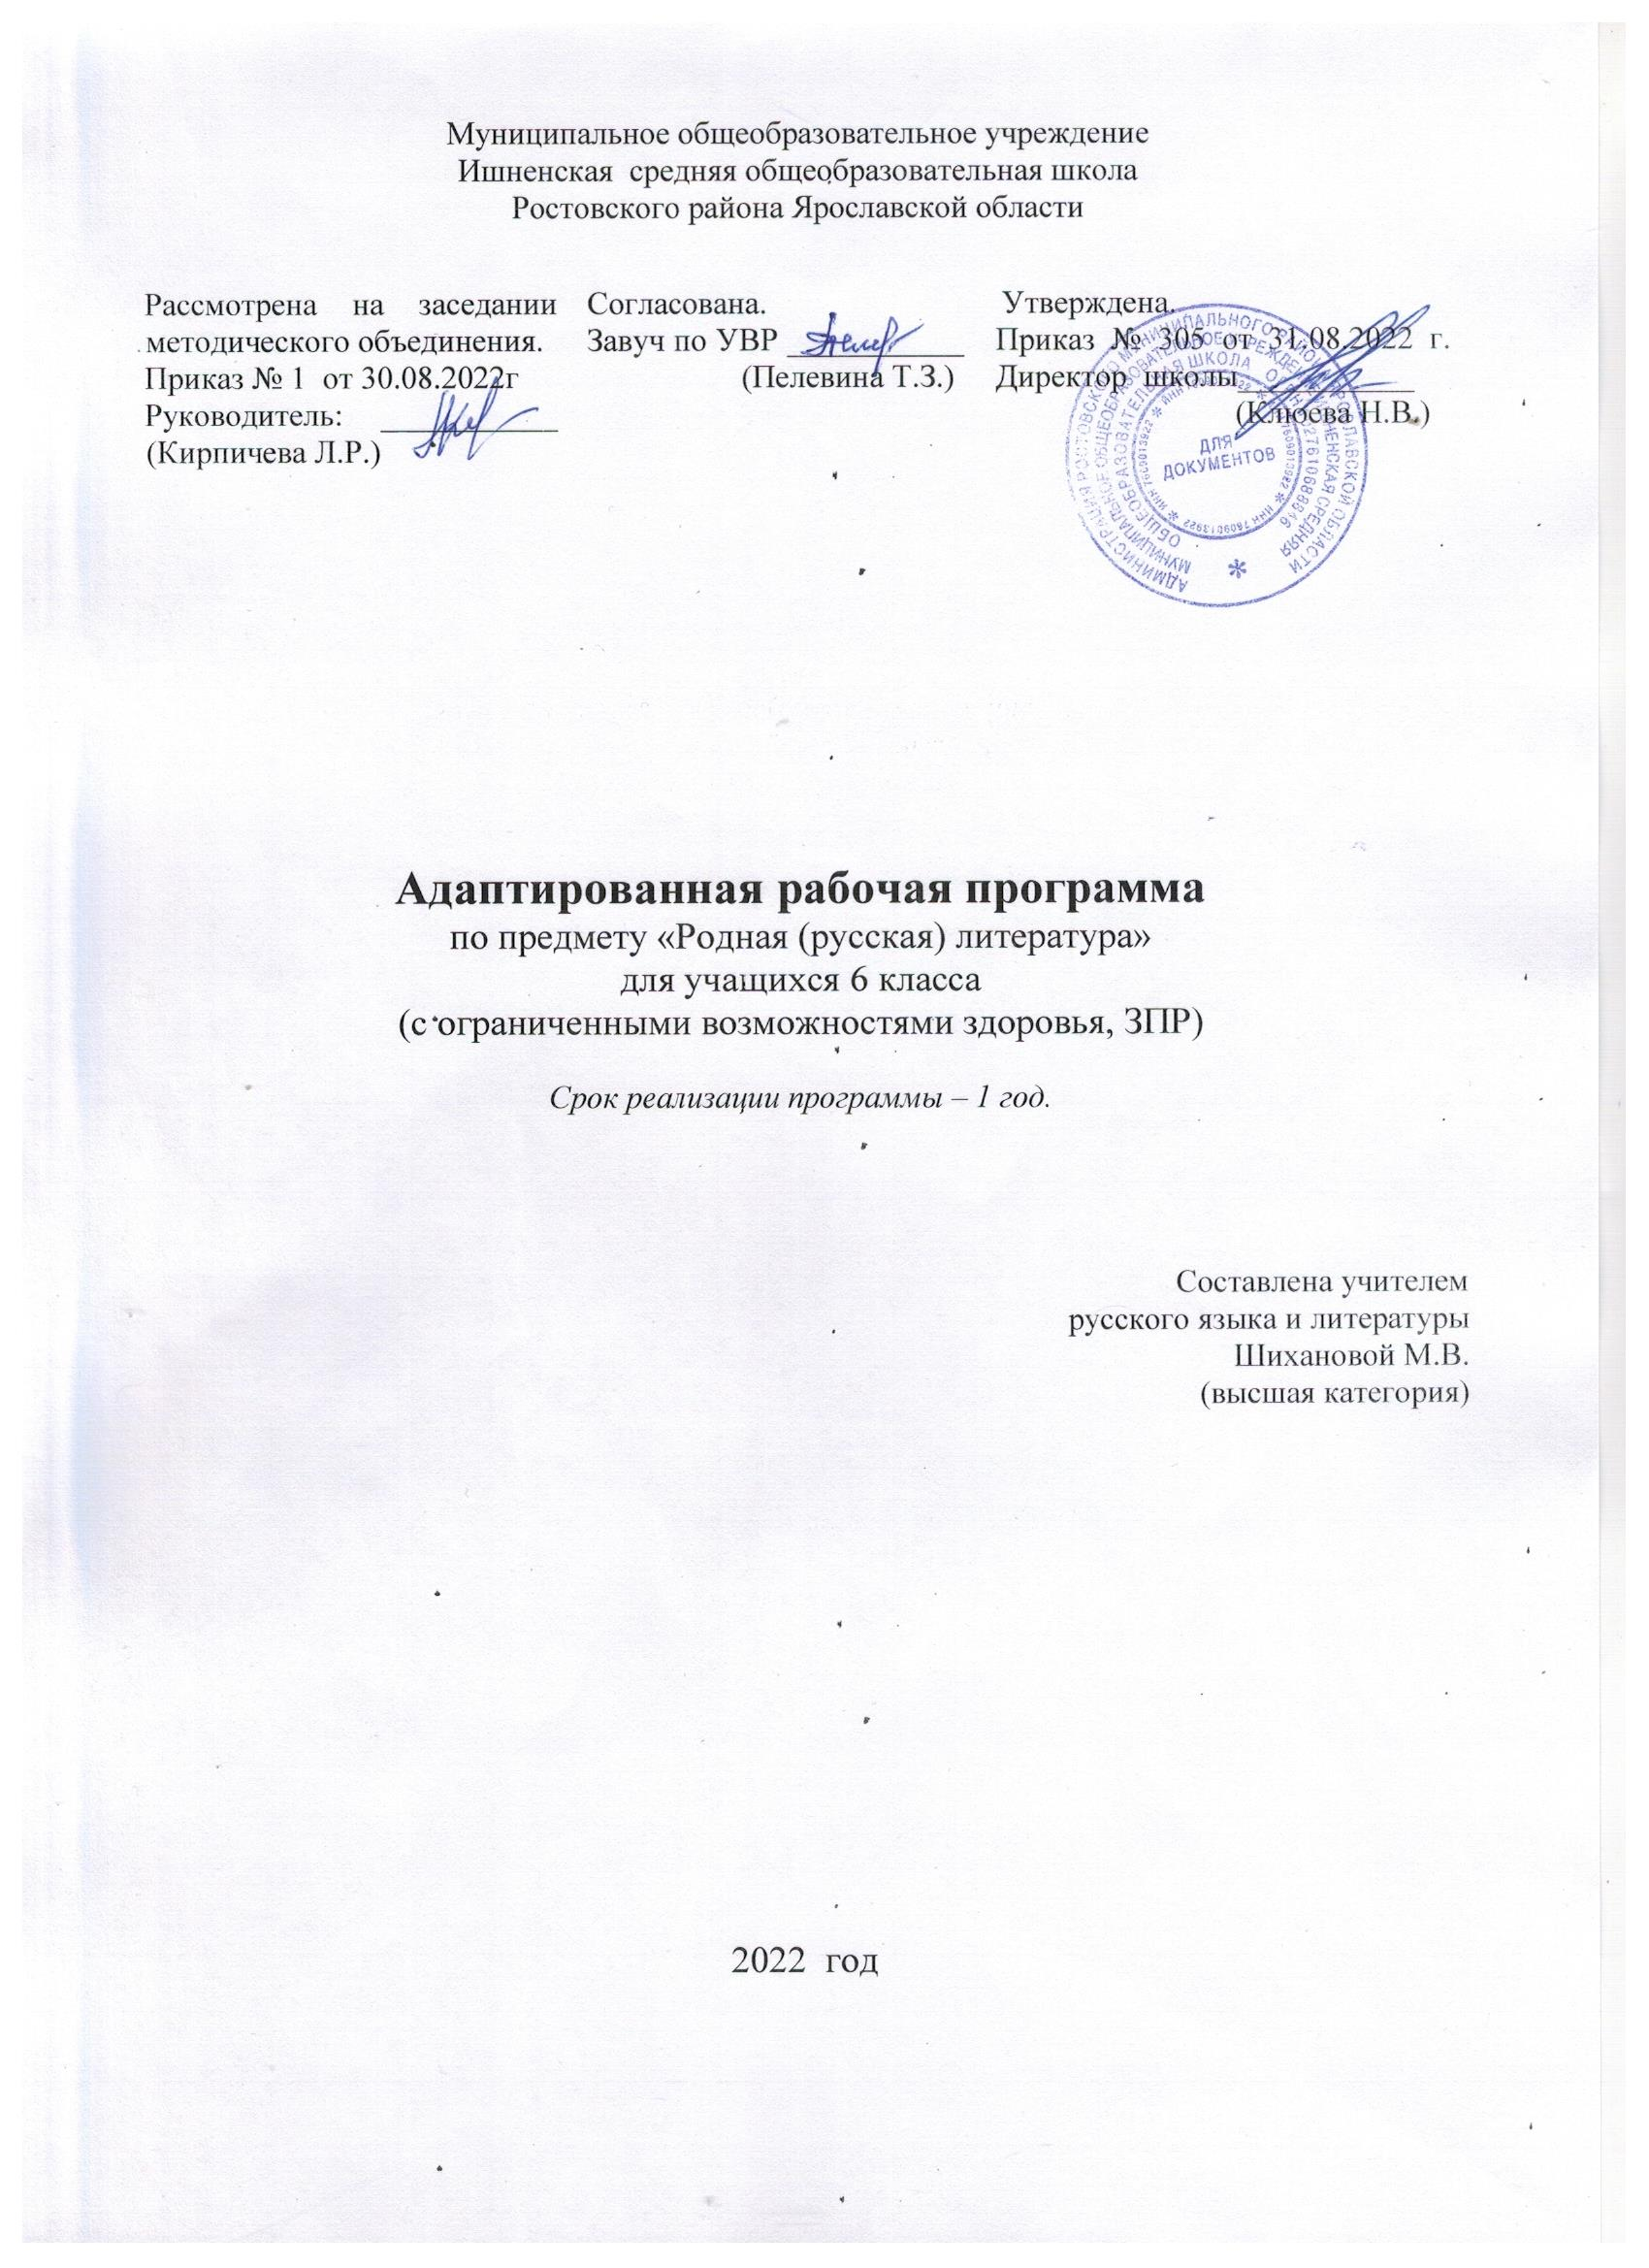 Муниципальное общеобразовательное учреждение
Ишненская средняя общеобразовательная школа
Ростовского района Ярославской области
Рассмотрена на заседании
методического объединения.
Приказ № 1 от 30.08.2022г
Руководитель: ____________
(Кирпичева Л.Р.)
Согласована.
Завуч по УВР ____________
(Пелевина Т.З.)
Утверждена.
Приказ № 305 от 31.08.2022 г.
Директор школы____________
(Клюева Н.В.)
ДЛЯ
ДОКУМЕНТОВ
Адаптированная рабочая программа
по предмету «Родная (русская) литература»
для учащихся 6 класса
(с ограниченными возможностями здоровья, ЗПР)
Срок реализации программы – 1 год.
Составлена учителем
русского языка и литературы
Шихановой М.В.
(высшая категория)
2022 год